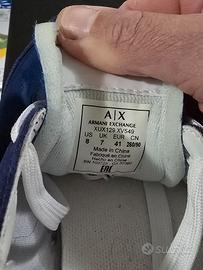 A|X
ARMANI EXCHANGE
XUX129 XV549
US UK EUR CN
8 7 41 260/90
Made in China
Fabriqué en Chine
Hecho en China
EAC
Subito